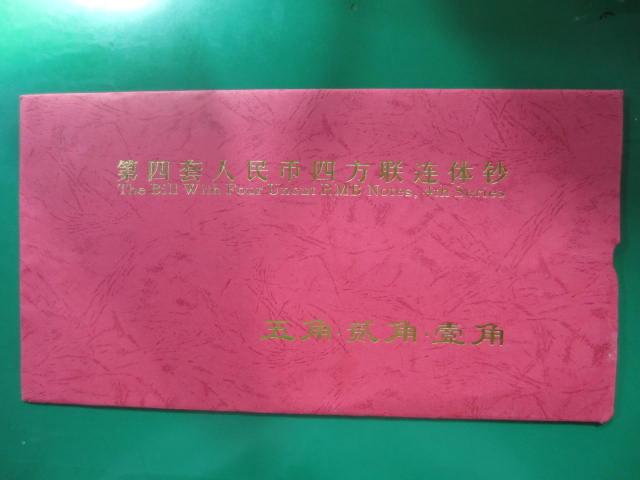 第四套人民币四方联连体钞
The Bill With Four Uncut RMB Notes, 4th Series
五角·贰角·壹角